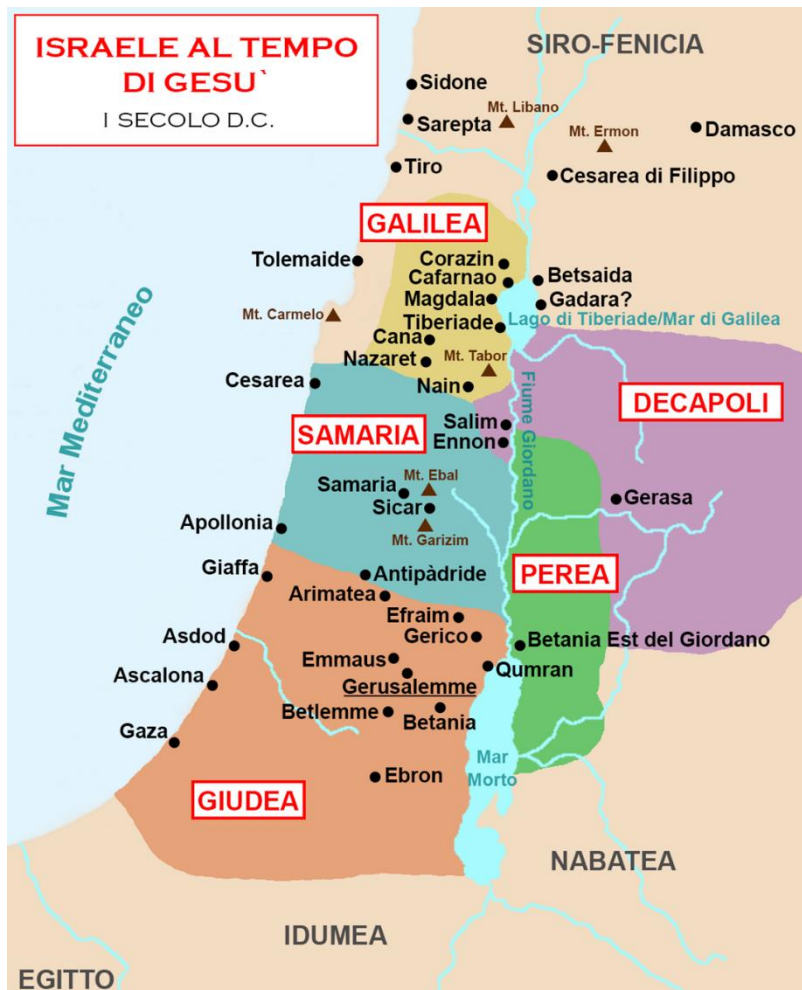 ISRAELE AL TEMPO
DI GESU`
I SECOLO D.C.
SIRO-FENICIA
Sidone
Mt. Libano
Sarepta
Mt. Ermon
Damasco
Tiro
Cesarea di Filippo
GALILEA
Tolemaide
Corazin
Cafarnao
Betsaida
Magdala
Gadara?
Mt. Carmelo
Tiberiade
Lago di Tiberiade/Mar di Galilea
Cana
Nazaret
Mt. Tabor
Cesarea
Nain
Mar Mediterraneo
Fiume Giordano
DECAPOLI
SAMARIA
Salim
Ennon
Mt. Ebal
Samaria
Sicar
Gerasa
Apollonia
Mt. Garizim
Giaffa
Antipàdride
PEREA
Arimatea
Efraim
Gerico
Betania Est del Giordano
Asdod
Emmaus
Qumran
Ascalona
Gerusalemme
Betlemme
Betania
Gaza
Mar
Morto
Ebron
GIUDEA
NABATEA
IDUMEA
EGITTO